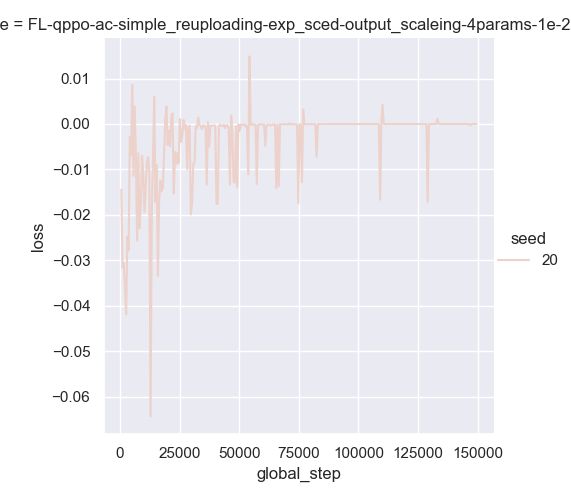 e = FL-qppo-ac-simple_reuploading-exp_sced-output_scaleing-4params-1e-2
0.01
0.00
−0.01
−0.02
−0.03
−0.04
−0.05
−0.06
loss
0 25000 50000 75000 100000 125000 150000
global_step
seed
20